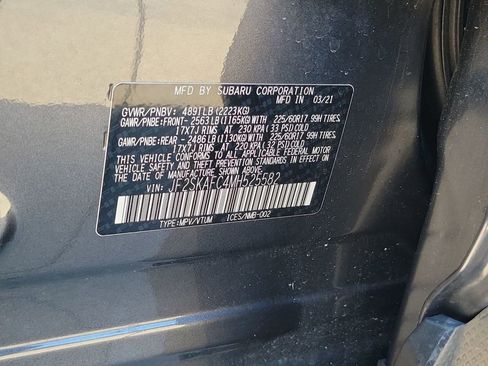 MFD BY SUBARU CORPORATION
GVWR/PNBV: 4891LB (2223KG) IN 03/21
GAWR/PNBE:FRONT-2563LB(1165KG)WITH 225/60R17 99H TIRES
17X7J RIMS AT 230 KPA(33 PSI)COLD
GAWR/PNBE:REAR -2486LB(1130KG)WITH 225/60R17 99H TIRES
17X7J RIMS AT 220 KPA(32 PSI)COLD
THIS VEHICLE CONFORMS TO ALL APPLICABLE FEDERAL MOTOR
VEHICLE SAFETY, BUMPER, AND THEFT PREVENTION STANDARDS
IN EFFECT ON THE DATE OF MANUFACTURE SHOWN ABOVE.
VIN: JF2SKAFC4MH529582
TYPE:MPV/VTUM ICES/NMB-002